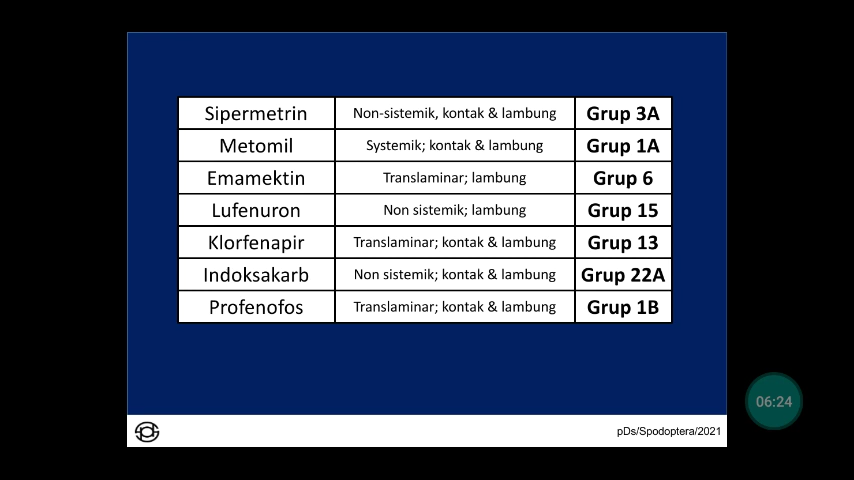 Sipermetrin Non-sistemik, kontak & lambung Grup 3A
Metomil Systemik; kontak & lambung Grup 1A
Emamektin Translaminar; lambung Grup 6
Lufenuron Non sistemik; lambung Grup 15
Klorfenapir Translaminar; kontak & lambung Grup 13
Indoksakarb Non sistemik; kontak & lambung Grup 22A
Profenofos Translaminar; kontak & lambung Grup 1B
06:24
pDs/Spodoptera/2021